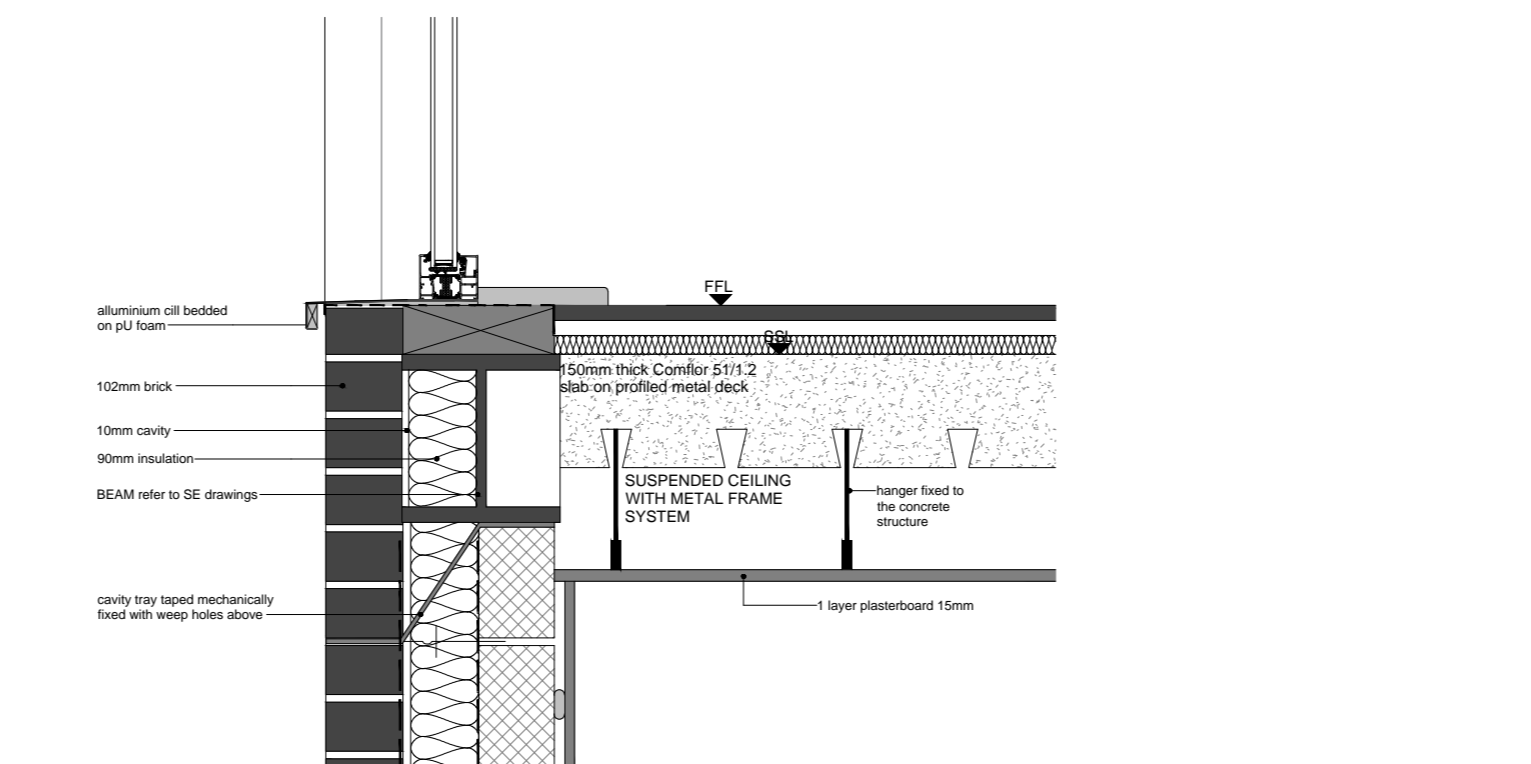 FFL
alluminium cill bedded
on pU foam
SSL
150mm thick Comflor 51/1.2
slab on profiled metal deck
102mm brick
10mm cavity
90mm insulation
BEAM refer to SE drawings
SUSPENDED CEILING
WITH METAL FRAME
SYSTEM
hanger fixed to
the concrete
structure
cavity tray taped mechanically
fixed with weep holes above
1 layer plasterboard 15mm